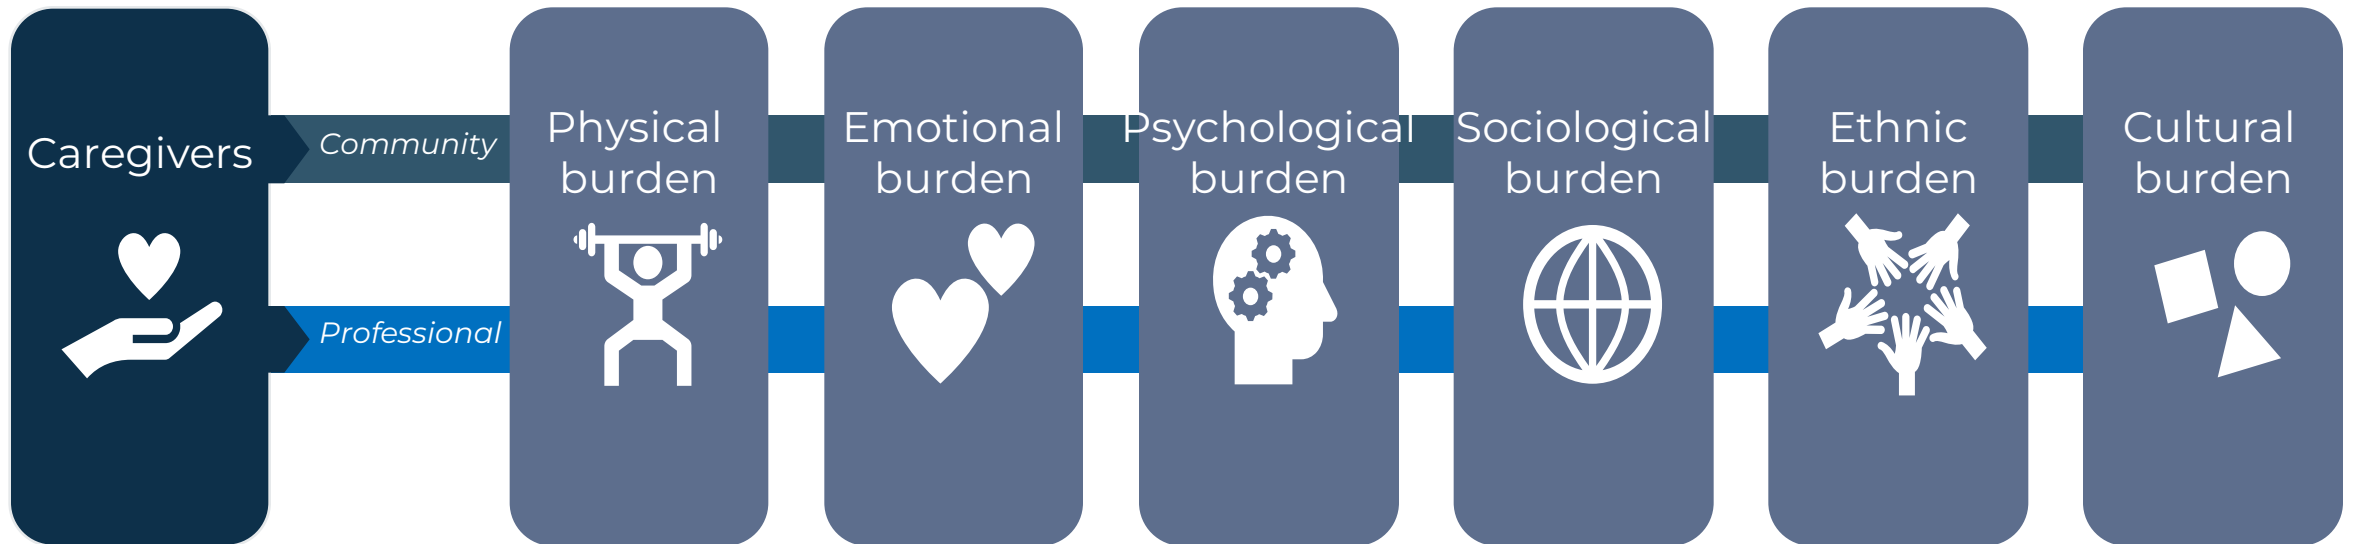 Caregivers
Community
Professional
Physical
burden
Emotional
burden
Psychological
burden
Sociological
burden
Ethnic
burden
Cultural
burden